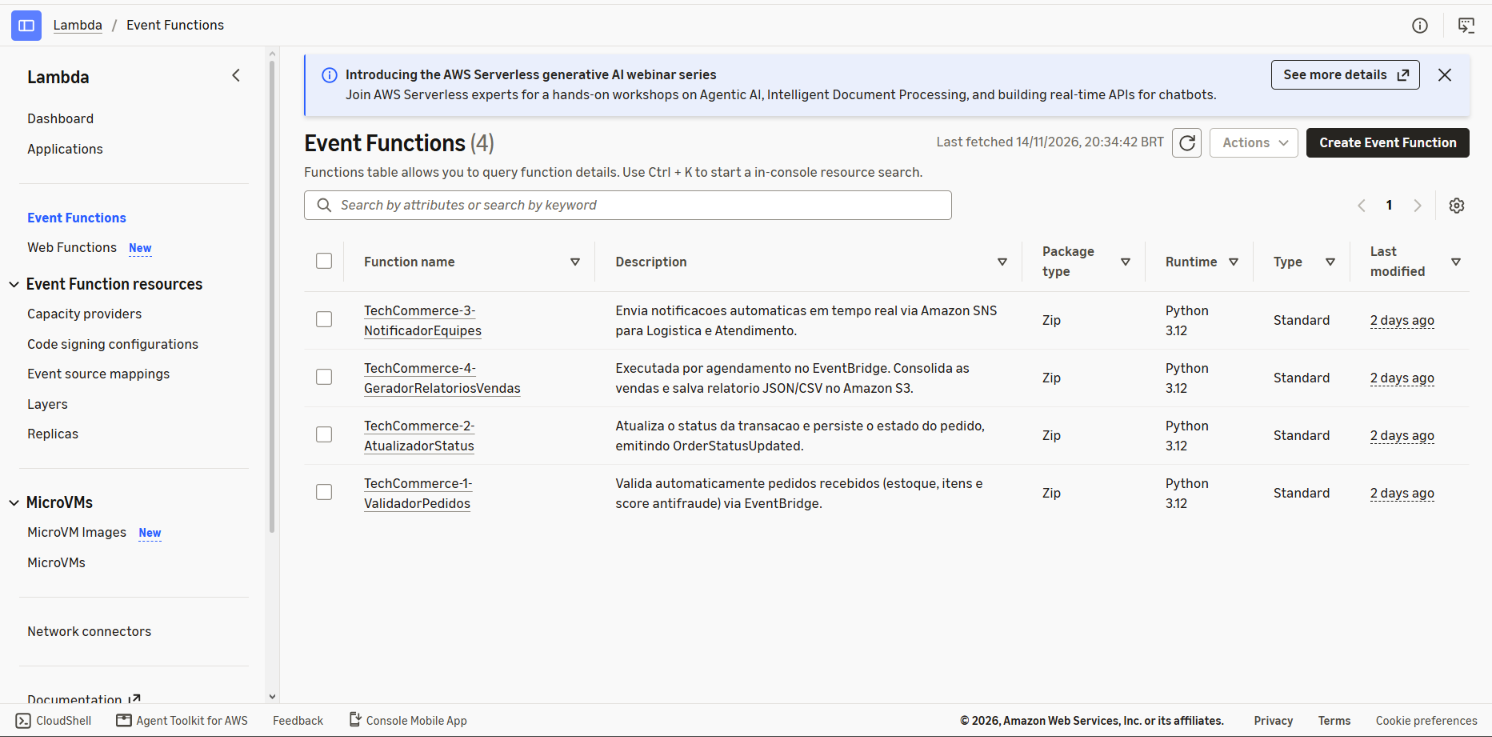 Lambda / Event Functions
Lambda
Dashboard
Applications
Event Functions
Web Functions New
Event Function resources
Capacity providers
Code signing configurations
Event source mappings
Layers
Replicas
MicroVMs
MicroVM Images New
MicroVMs
Network connectors
Documentation
Introducing the AWS Serverless generative AI webinar series
Join AWS Serverless experts for a hands-on workshops on Agentic AI, Intelligent Document Processing, and building real-time APIs for chatbots.
See more details
Event Functions (4)
Last fetched 14/11/2026, 20:34:42 BRT
Actions
Create Event Function
Functions table allows you to query function details. Use Ctrl + K to start a in-console resource search.
Search by attributes or search by keyword
1
Function name
Description
Package
type
Runtime
Type
Last
modified
TechCommerce-3-
NotificadorEquipes
Envia notificacoes automaticas em tempo real via Amazon SNS
para Logistica e Atendimento.
Zip
Python
3.12
Standard
2 days ago
TechCommerce-4-
GeradorRelatoriosVendas
Executada por agendamento no EventBridge. Consolida as
vendas e salva relatorio JSON/CSV no Amazon S3.
Zip
Python
3.12
Standard
2 days ago
TechCommerce-2-
AtualizadorStatus
Atualiza o status da transacao e persiste o estado do pedido,
emitindo OrderStatusUpdated.
Zip
Python
3.12
Standard
2 days ago
TechCommerce-1-
ValidadorPedidos
Valida automaticamente pedidos recebidos (estoque, itens e
score antifraude) via EventBridge.
Zip
Python
3.12
Standard
2 days ago
CloudShell
Agent Toolkit for AWS
Feedback
Console Mobile App
© 2026, Amazon Web Services, Inc. or its affiliates.
Privacy
Terms
Cookie preferences